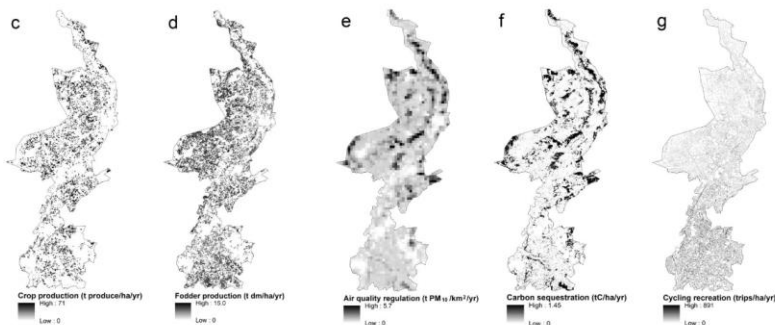 c
d
e
f
g
Crop production (t produce/ha/yr)
High : 71
Low : 0
Fodder production (t dm/ha/yr)
High : 15.0
Low : 0
Air quality regulation (t PM10/km²/yr)
High : 5.7
Low : 0
Carbon sequestration (tC/ha/yr)
High : 1.45
Low : 0
Cycling recreation (trips/ha/yr)
High : 891
Low : 0